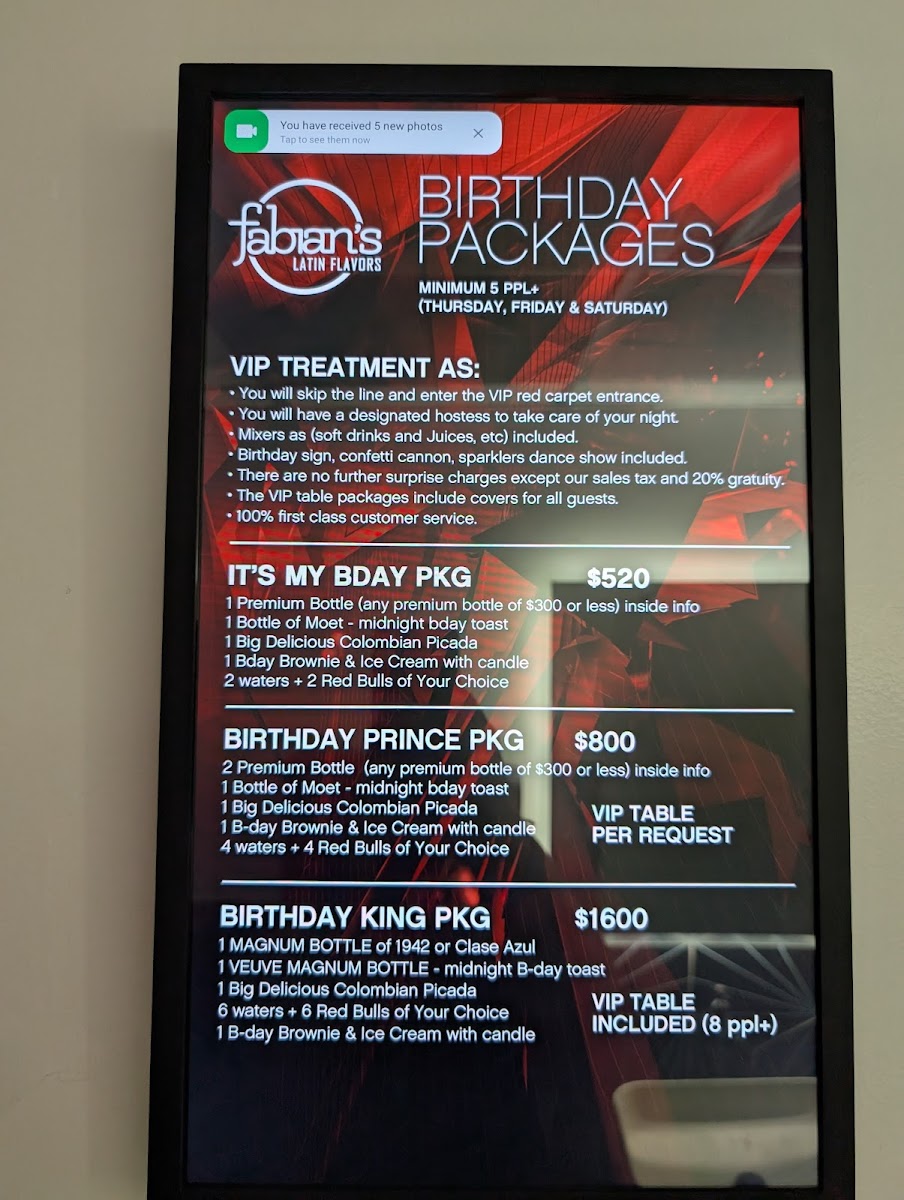 You have received 5 new photos
Tap to see them now
fabian's
LATIN FLAVORS
BIRTHDAY
PACKAGES
MINIMUM 5 PPL+
(THURSDAY, FRIDAY & SATURDAY)
VIP TREATMENT AS:
• You will skip the line and enter the VIP red carpet entrance.
• You will have a designated hostess to take care of your night.
• Mixers as (soft drinks and Juices, etc) included.
• Birthday sign, confetti cannon, sparklers dance show included.
• There are no further surprise charges except our sales tax and 20% gratuity.
• The VIP table packages include covers for all guests.
• 100% first class customer service.
IT'S MY BDAY PKG $520
1 Premium Bottle (any premium bottle of $300 or less) inside info
1 Bottle of Moet - midnight bday toast
1 Big Delicious Colombian Picada
1 Bday Brownie & Ice Cream with candle
2 waters + 2 Red Bulls of Your Choice
BIRTHDAY PRINCE PKG $800
2 Premium Bottle (any premium bottle of $300 or less) inside info
1 Bottle of Moet - midnight bday toast
1 Big Delicious Colombian Picada
1 B-day Brownie & Ice Cream with candle
4 waters + 4 Red Bulls of Your Choice
VIP TABLE
PER REQUEST
BIRTHDAY KING PKG $1600
1 MAGNUM BOTTLE of 1942 or Clase Azul
1 VEUVE MAGNUM BOTTLE - midnight B-day toast
1 Big Delicious Colombian Picada
6 waters + 6 Red Bulls of Your Choice
1 B-day Brownie & Ice Cream with candle
VIP TABLE
INCLUDED (8 ppl+)